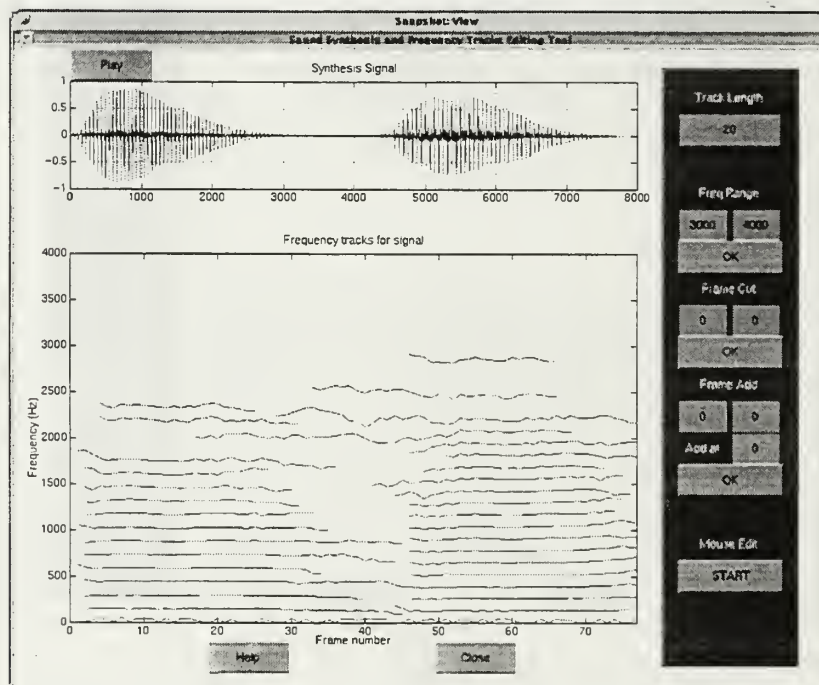 Snapshot: View
Sound Synthesis and Frequency Tracks Editing Tool
Play
Synthesis Signal
1
0.5
0
-0.5
-1
0 1000 2000 3000 4000 5000 6000 7000 8000
Frequency tracks for signal
4000
3500
3000
2500
2000
1500
1000
500
0
Frequency (Hz)
0 10 20 30 40 50 60 70
Frame number
Help
Close
Track Length
20
Freq Range
3000 4000
OK
Frame Cut
0 0
OK
Frame Add
0 0
Add at 0
OK
Mouse Edit
START